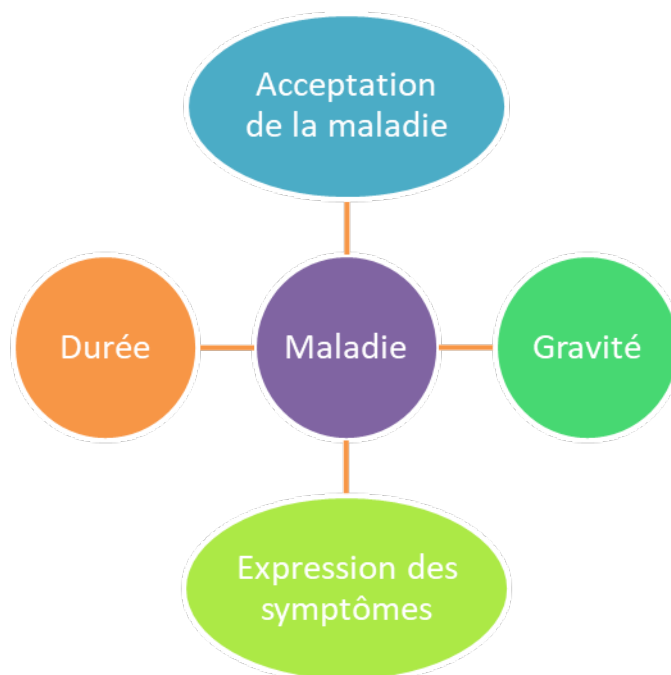 Acceptation
de la maladie
Durée
Maladie
Gravité
Expression des
symptômes